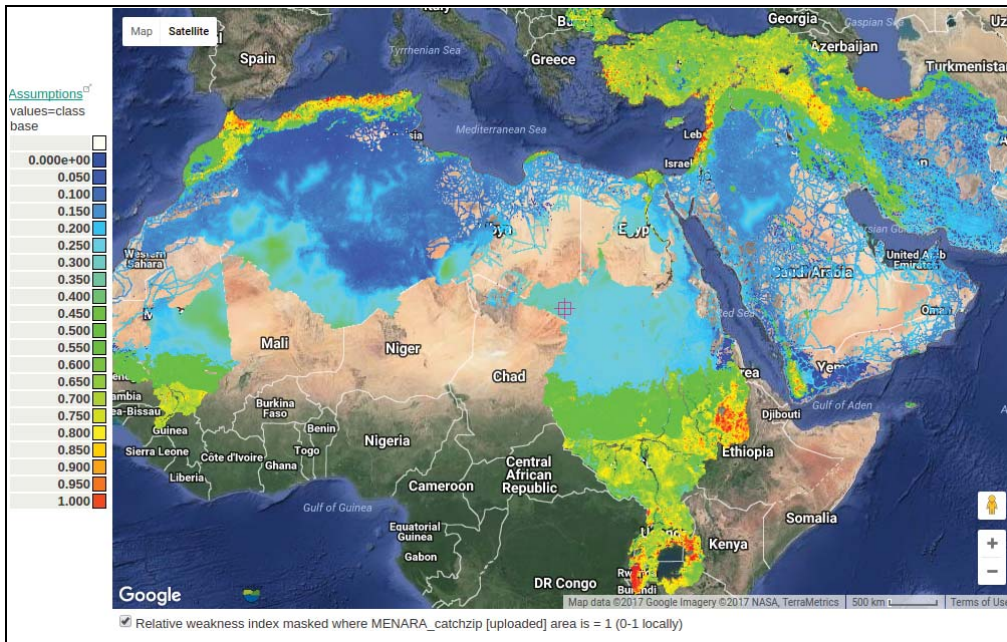 Map Satellite
Assumptions
values=class
base
0.000e+00
0.050
0.100
0.150
0.200
0.250
0.300
0.350
0.400
0.450
0.500
0.550
0.600
0.650
0.700
0.750
0.800
0.850
0.900
0.950
1.000
Georgia
Caspian
Azerbaijan
Turkmenistan
Spain
Tyrrhenian Sea
Greece
Mediterranean Sea
Leb
Israel
Western
Sahara
Egyp
Saudi Arabia
United Arab
Oman
Red Sea
Mali
Niger
Chad
Gulf of Aden
Djibouti
Burkina
Faso
Guinea
Benin
Togo
Nigeria
Sierra Leone
Côte d'Ivoire
Ghana
Liberia
Ethiopia
Central
African
Republic
Cameroon
Somalia
Gulf of Guinea
Equatorial
Guinea
Gabon
Kenya
DR Congo
Burundi
Google
Map data ©2017 Google Imagery ©2017 NASA, TerraMetrics 500 km Terms of Use
Relative weakness index masked where MENARA_catchzip [uploaded] area is = 1 (0-1 locally)